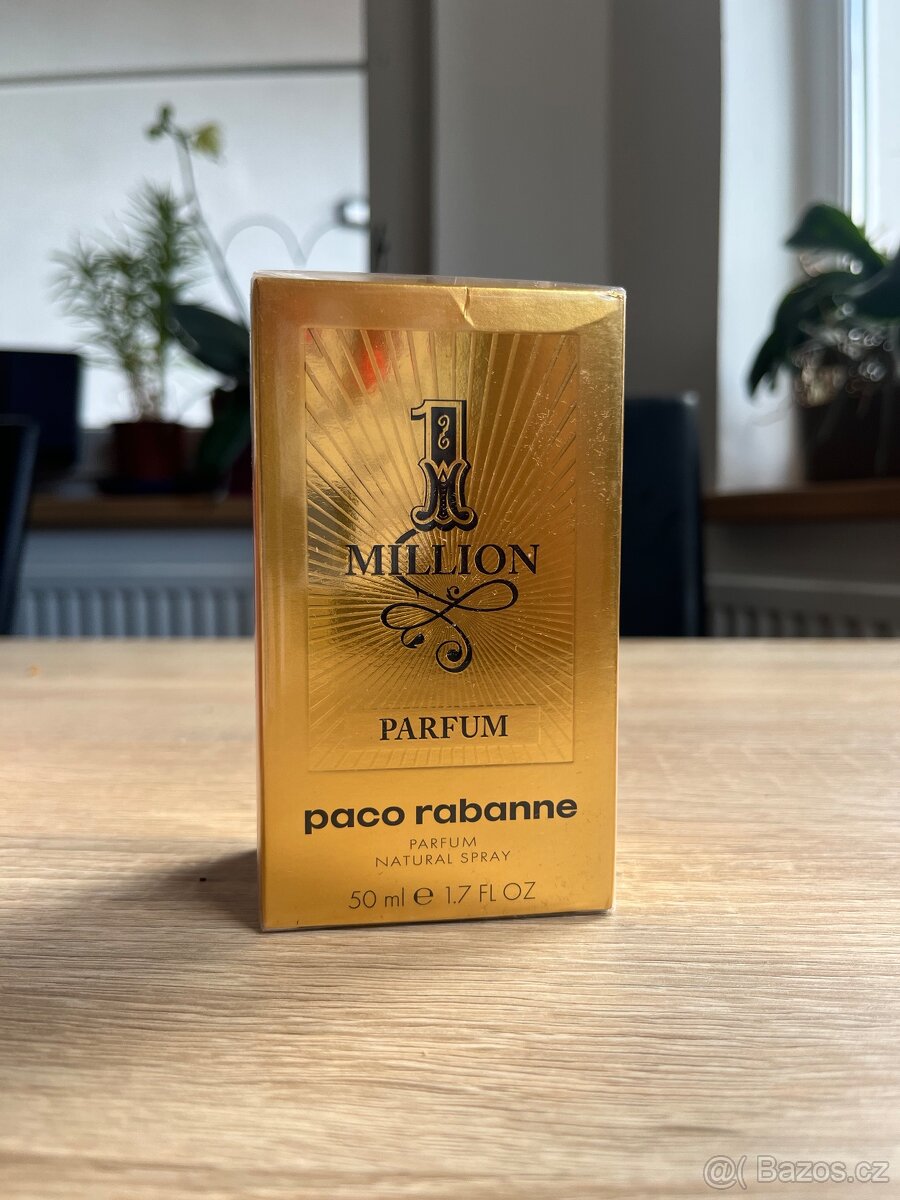 1
MILLION
PARFUM
paco rabanne
PARFUM
NATURAL SPRAY
50 ml e 1.7 FL OZ
@( Bazos.cz